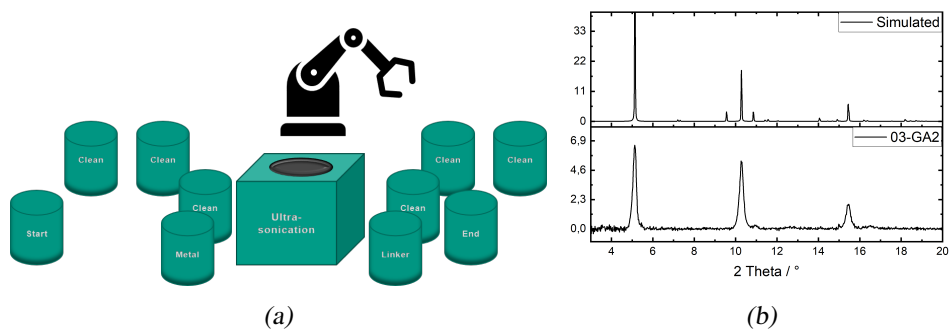 Clean
Clean
Clean
Start
Metal
Ultra-
sonication
Clean
Clean
Clean
Linker
End
(a)
Simulated
33
22
11
0
03-GA2
6,9
4,6
2,3
0,0
4 6 8 10 12 14 16 18 20
2 Theta / °
(b)